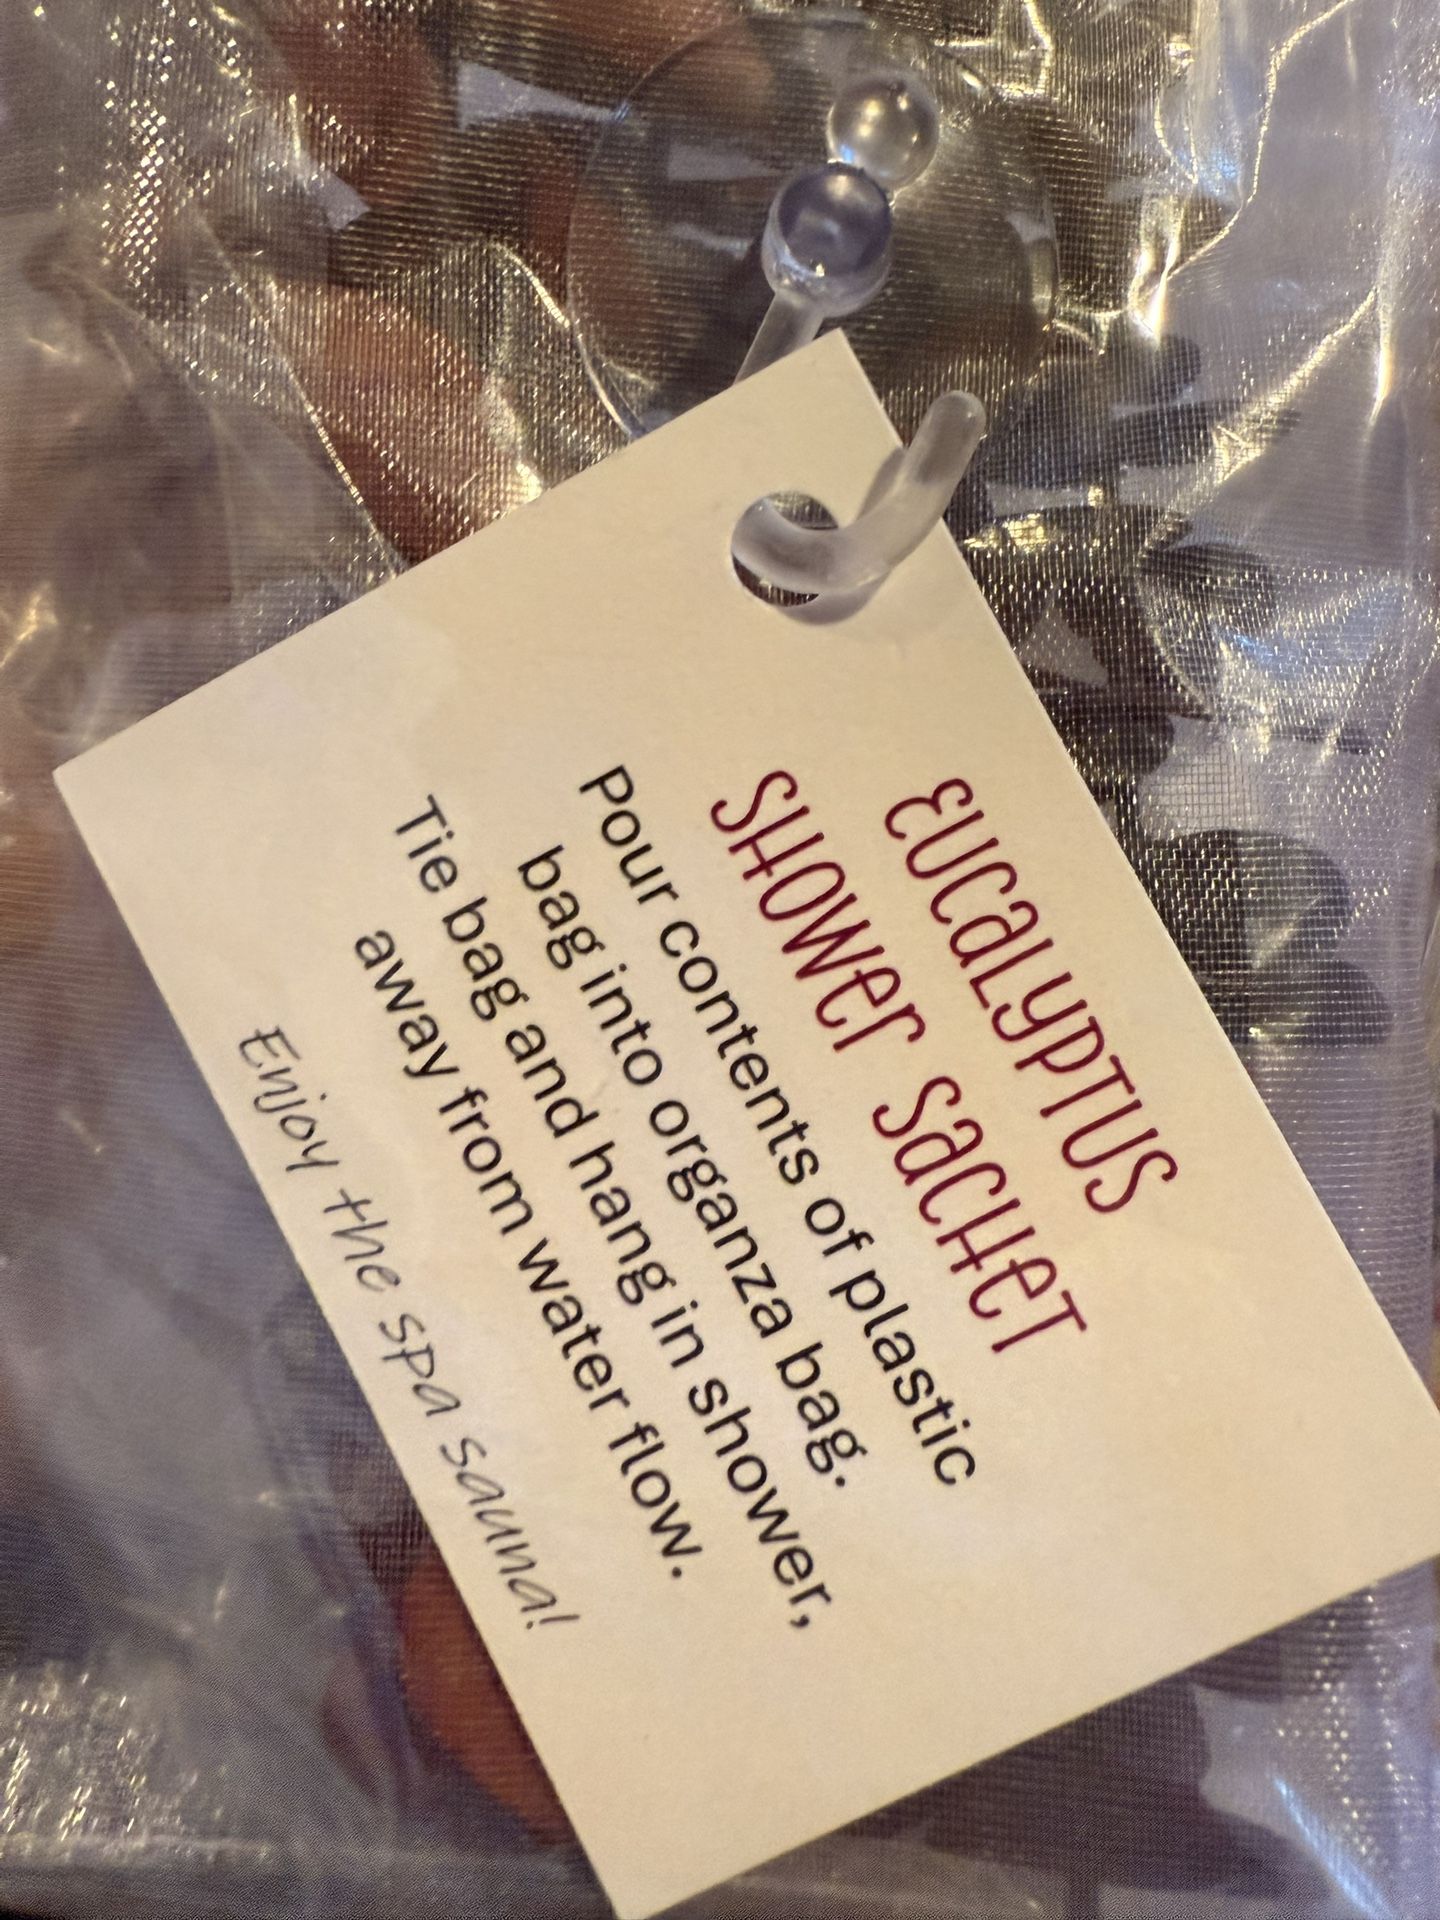 EUCALYPTUS
SHOWER SACHET
Pour contents of plastic
bag into organza bag.
Tie bag and hang in shower,
away from water flow.
Enjoy the spa sauna!